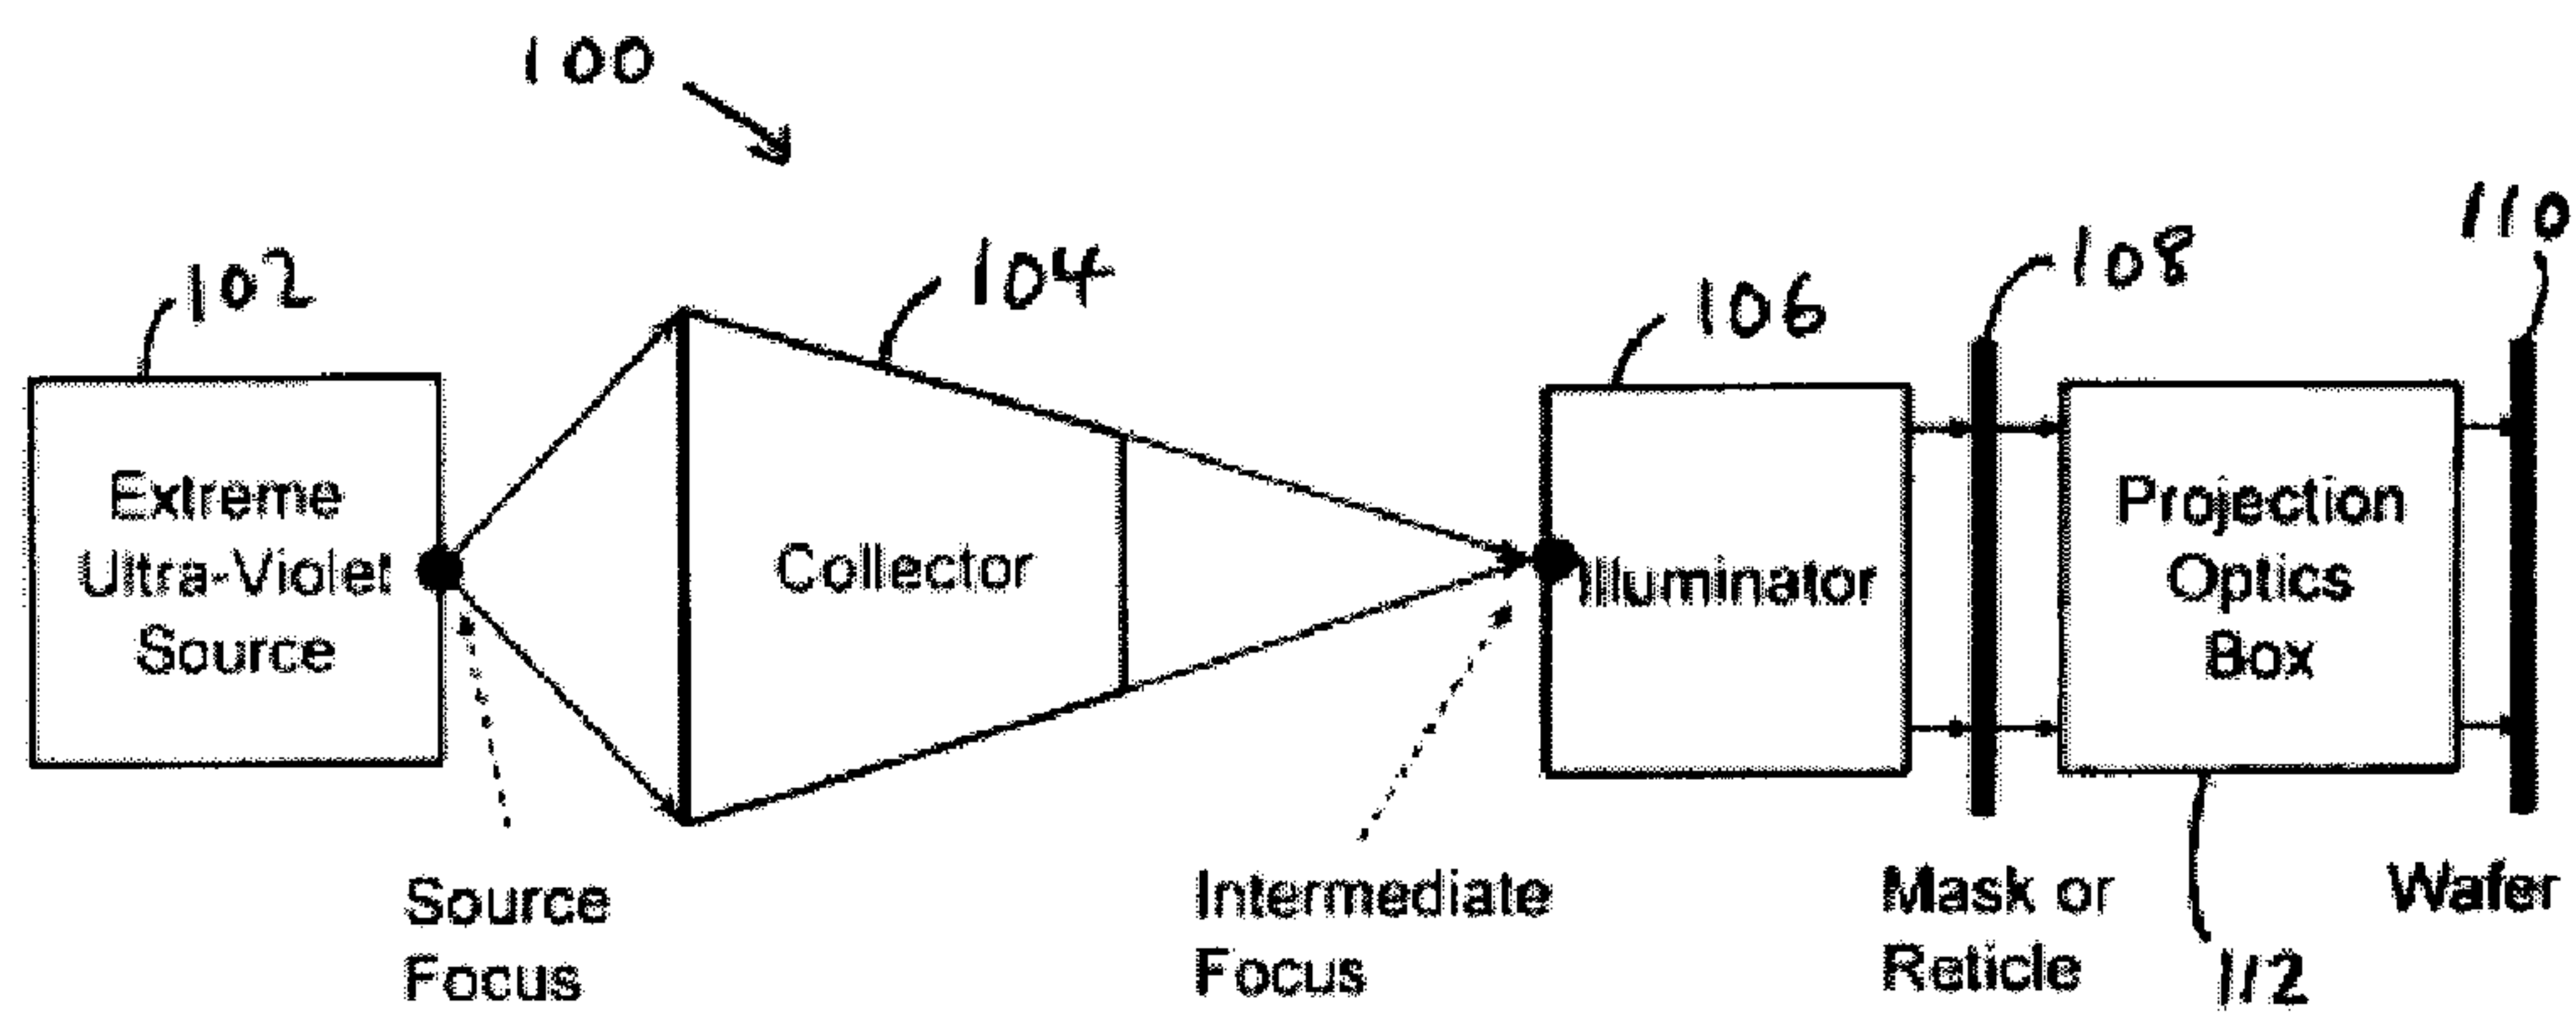 100
102
104
106
108
110
Extreme
Ultra-Violet
Source
Collector
Illuminator
Projection
Optics
Box
Source
Focus
Intermediate
Focus
Mask or
Reticle
Wafer
112